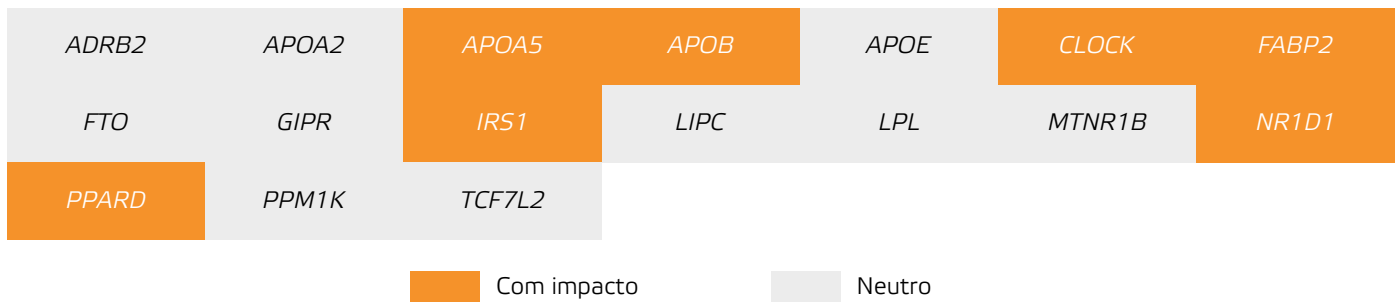 ADRB2 APOA2 APOA5 APOB APOE CLOCK FABP2
FTO GIPR IRS1 LIPC LPL MTNR1B NR1D1
PPARD PPM1K TCF7L2
Com impacto Neutro